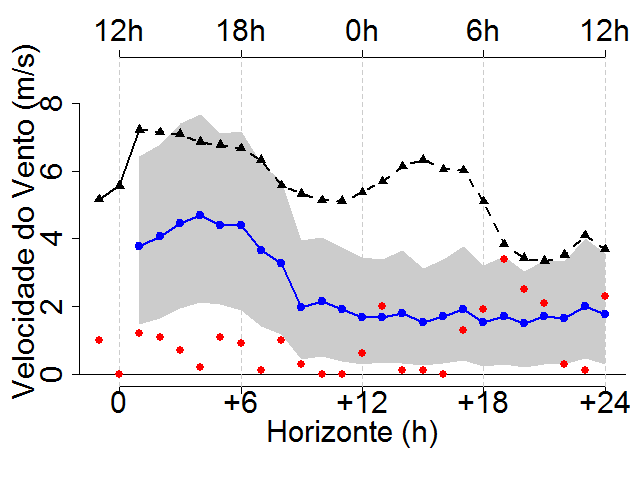 12h 18h 0h 6h 12h
Velocidade do Vento (m/s)
8
6
4
2
0
0 +6 +12 +18 +24
Horizonte (h)